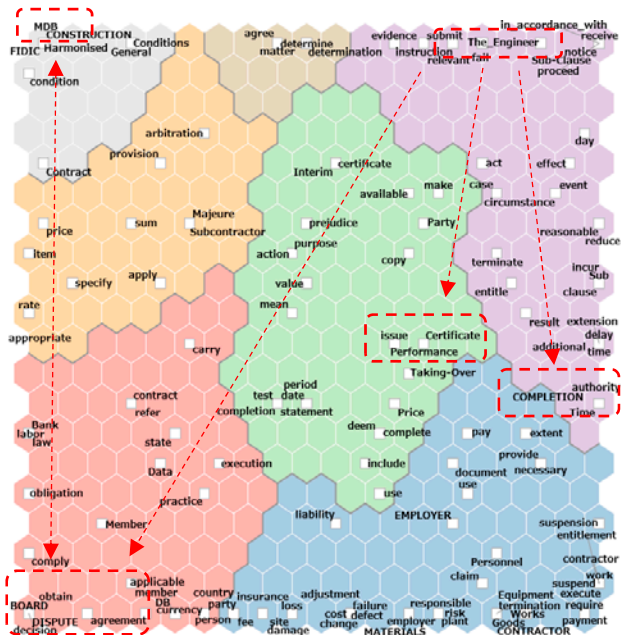 MDB
CONSTRUCTION
FIDIC Harmonised
General
Conditions
condition
agree
matter
determine
determination
evidence
submit
instruction
The_Engineer
relevant
fail
in_accordance_with
receive
notice
Sub-Clause
proceed
arbitration
provision
Contract
Interim
certificate
available
make
act
case
circumstance
effect
event
day
price
sum
Majeure
Subcontractor
prejudice
purpose
action
Party
copy
reasonable
reduce
item
specify
apply
value
mean
terminate
entitle
incur
Sub
clause
rate
appropriate
carry
issue
Certificate
Performance
result
extension
delay
additional
time
Taking-Over
authority
COMPLETION
Time
contract
refer
period
test date
completion
statement
Price
deem
complete
Bank
labor
law
state
Data
execution
practice
include
use
pay
extent
provide
necessary
document
use
obligation
Member
liability
EMPLOYER
suspension
entitlement
comply
Personnel
claim
contractor
work
suspend
obtain
applicable
member
BOARD
DB
DISPUTE
agreement
currency
country
party
person
insurance
fee
site
loss
damage
adjustment
cost
change
failure
defect
MATERIALS
responsible
employer
risk
plant
Equipment
termination
Goods
Works
CONTRACTOR
execute
require
payment